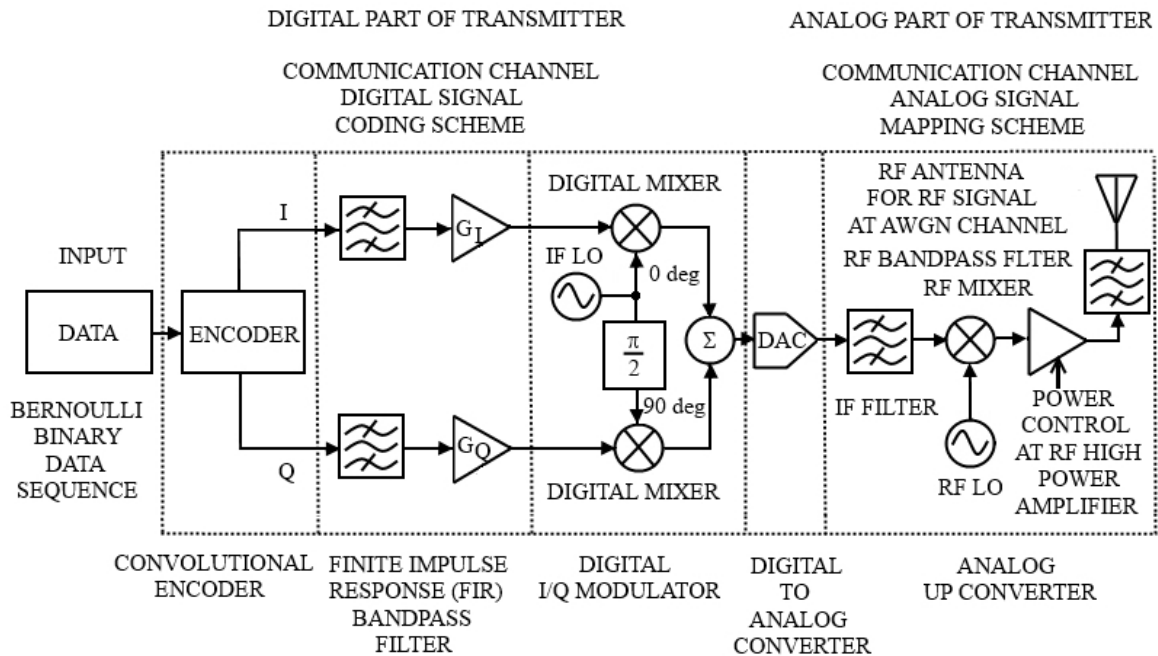 DIGITAL PART OF TRANSMITTER
ANALOG PART OF TRANSMITTER
COMMUNICATION CHANNEL
DIGITAL SIGNAL
CODING SCHEME
COMMUNICATION CHANNEL
ANALOG SIGNAL
MAPPING SCHEME
INPUT
DATA
BERNOULLI
BINARY
DATA
SEQUENCE
ENCODER
I
Q
G_I
G_Q
DIGITAL MIXER
IF LO
0 deg
π
2
90 deg
DIGITAL MIXER
Σ
DAC
RF ANTENNA
FOR RF SIGNAL
AT AWGN CHANNEL
RF BANDPASS FLTER
RF MIXER
IF FILTER
RF LO
POWER
CONTROL
AT RF HIGH
POWER
AMPLIFIER
CONVOLUTIONAL
ENCODER
FINITE IMPULSE
RESPONSE (FIR)
BANDPASS
FILTER
DIGITAL
I/Q MODULATOR
DIGITAL
TO
ANALOG
CONVERTER
ANALOG
UP CONVERTER